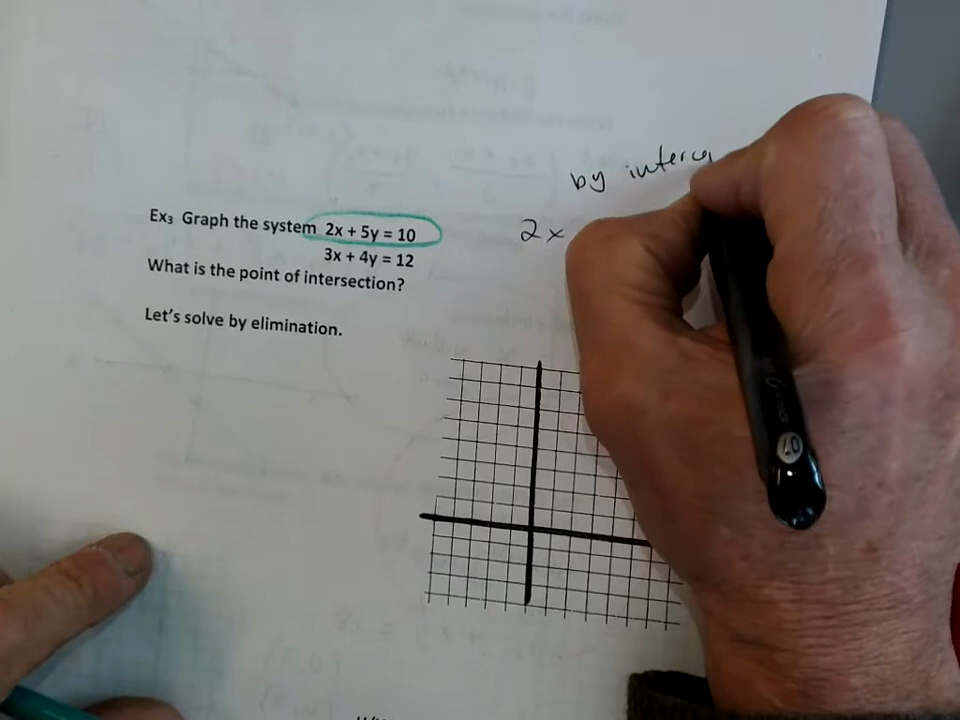 by
2x
Ex3 Graph the system 2x + 5y = 10
3x + 4y = 12
What is the point of intersection?
Let's solve by elimination.
07